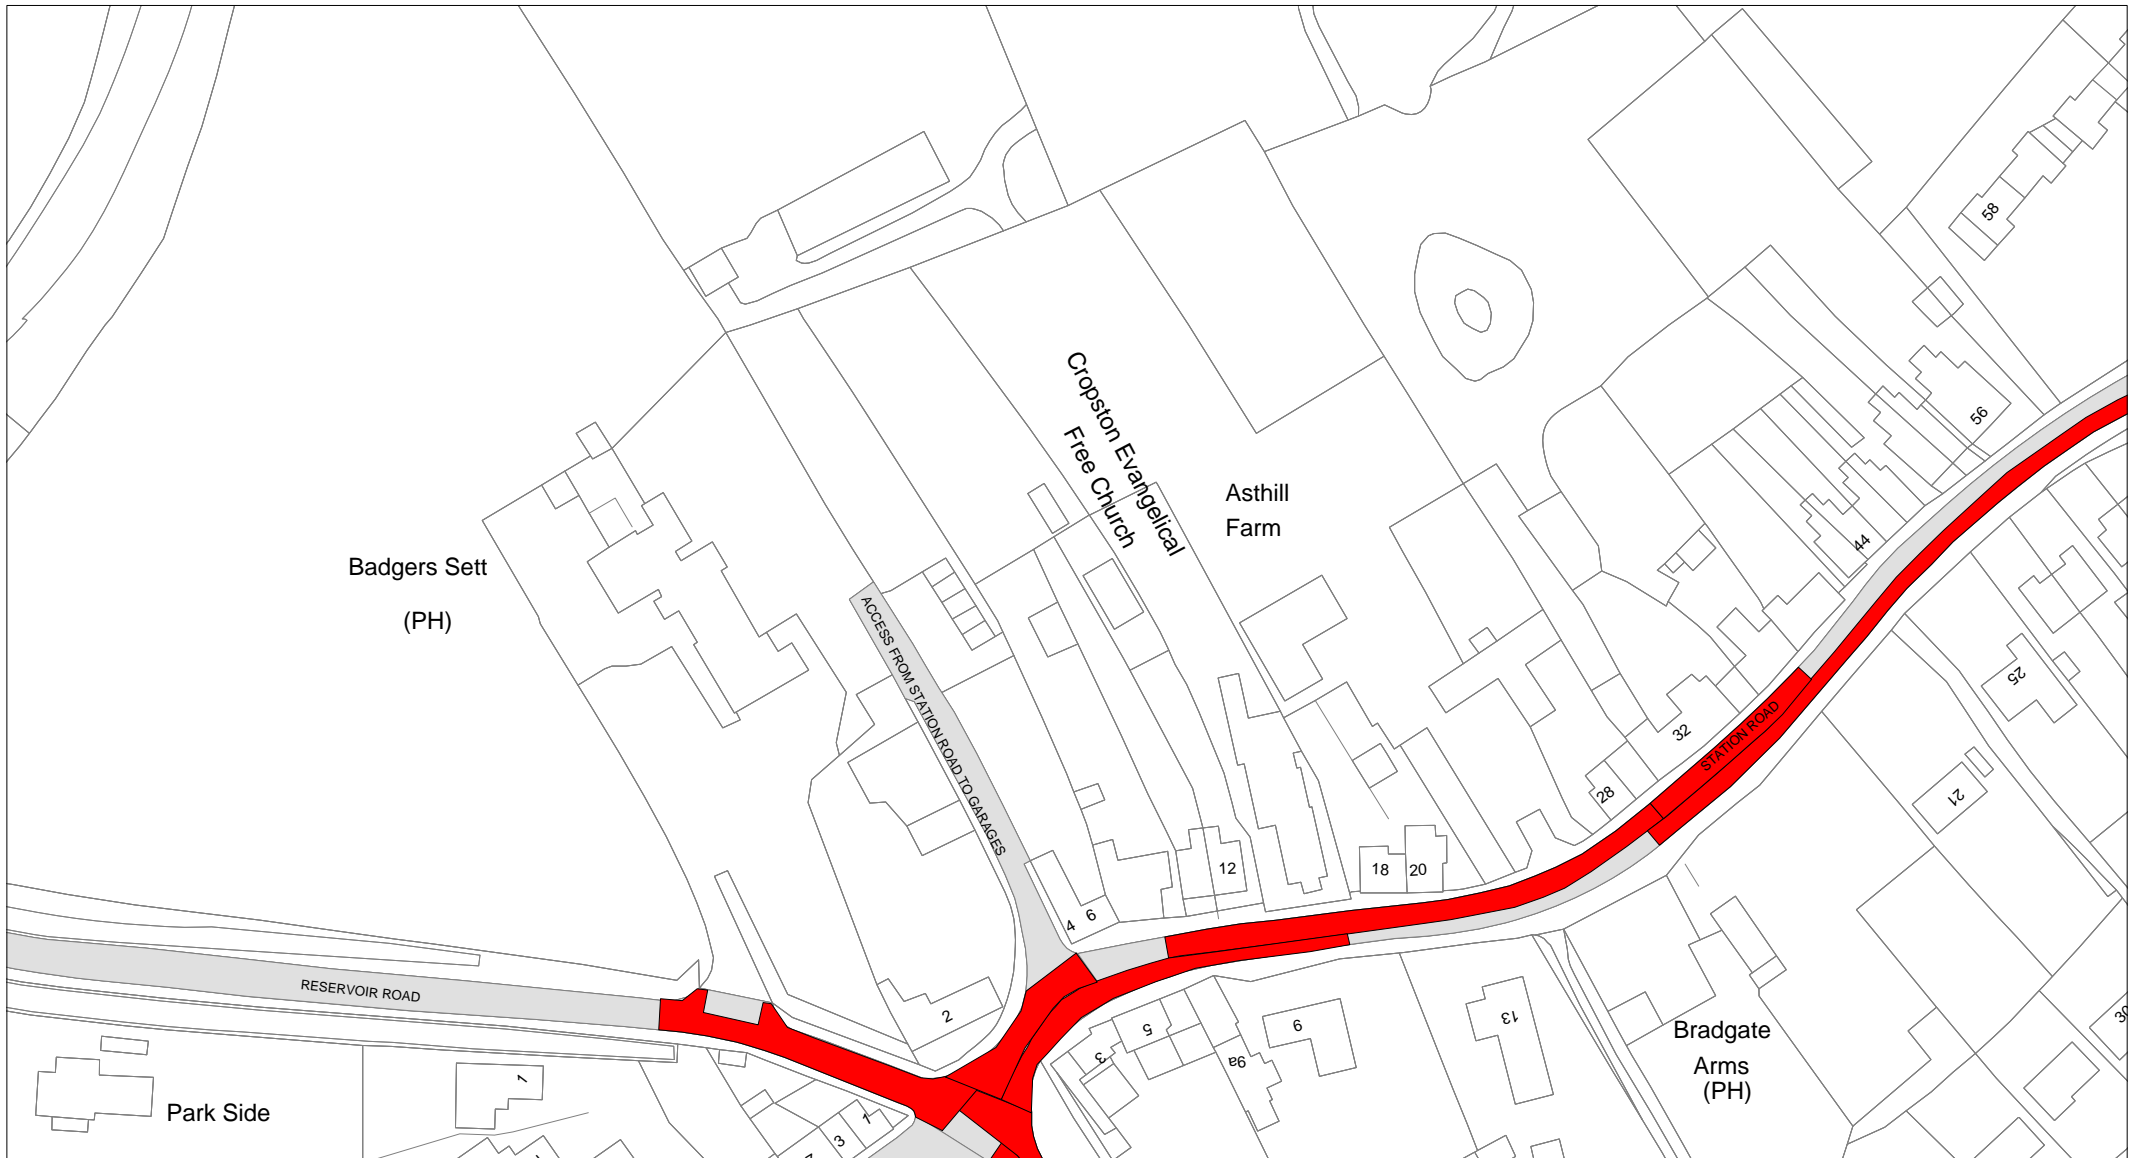 58
Cropston Evangelical
Free Church
56
Asthill
Farm
44
Badgers Sett
(PH)
ACCESS FROM STATION ROAD TO GARAGES
25
STATION ROAD
32
28
21
12
18
20
4
6
RESERVOIR ROAD
2
5
3
9
9a
13
30
Bradgate
Arms
(PH)
Park Side
1
1
3